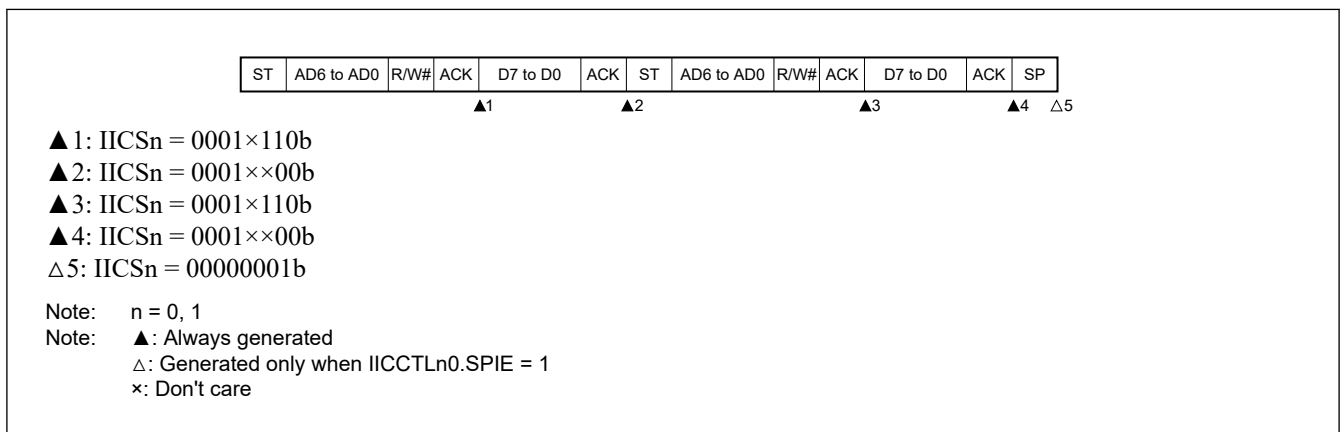 ST AD6 to AD0 R/W# ACK D7 to D0 ACK ST AD6 to AD0 R/W# ACK D7 to D0 ACK SP
▲1 ▲2 ▲3 ▲4 △5
▲1: IICSn = 0001×110b
▲2: IICSn = 0001××00b
▲3: IICSn = 0001×110b
▲4: IICSn = 0001××00b
△5: IICSn = 00000001b
Note: n = 0, 1
Note: ▲: Always generated
△: Generated only when IICCTLn0.SPIE = 1
×: Don't care